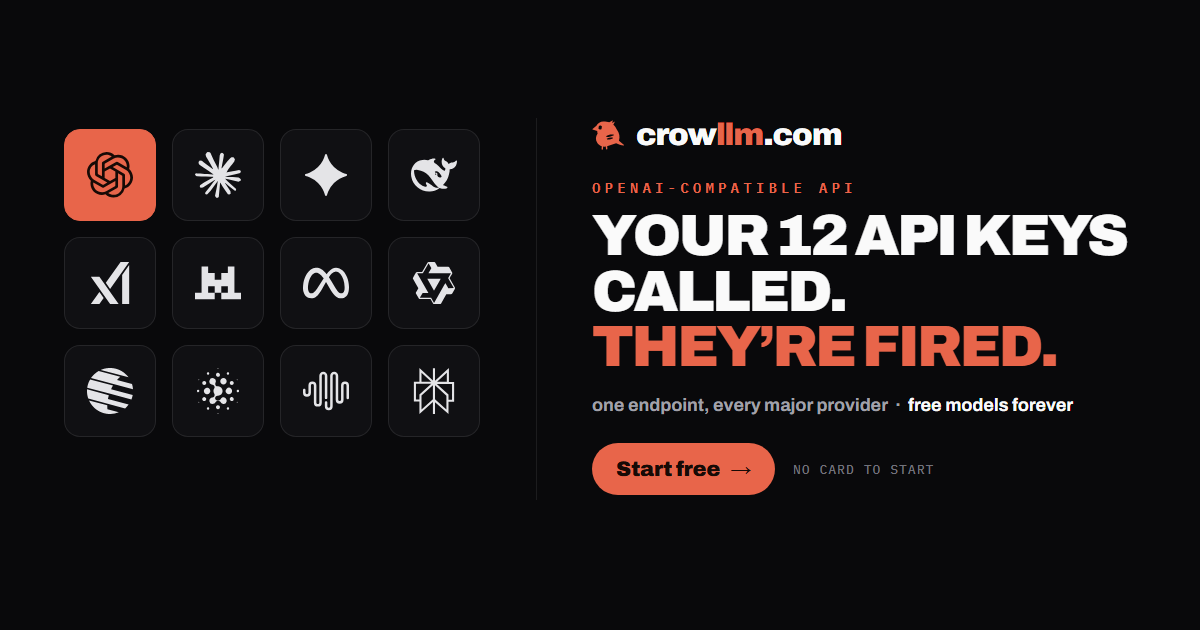 crowllm.com
OPENAI-COMPATIBLE API
YOUR 12 API KEYS
CALLED.
THEY’RE FIRED.
one endpoint, every major provider · free models forever
Start free →
NO CARD TO START